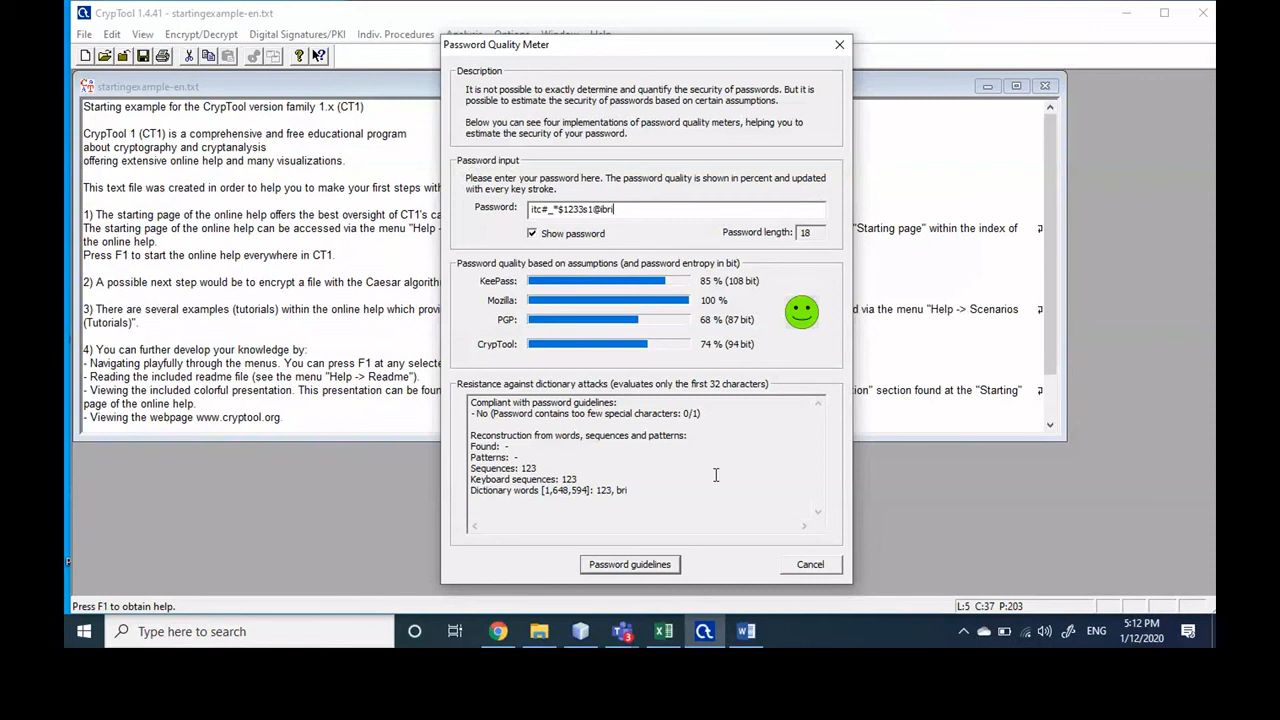 CrypTool 1.4.41 - startingexample-en.txt
File Edit View Encrypt/Decrypt Digital Signatures/PKI Indiv. Procedures
startingexample-en.txt
Starting example for the CrypTool version family 1.x (CT1)
CrypTool 1 (CT1) is a comprehensive and free educational program
about cryptography and cryptanalysis
offering extensive online help and many visualizations.
This text file was created in order to help you to make your first steps with
1) The starting page of the online help offers the best oversight of CT1's ca
The starting page of the online help can be accessed via the menu "Help - "Starting page" within the index of
the online help.
Press F1 to start the online help everywhere in CT1.
2) A possible next step would be to encrypt a file with the Caesar algorith
3) There are several examples (tutorials) within the online help which provi d via the menu "Help -> Scenarios
(Tutorials)".
4) You can further develop your knowledge by:
- Navigating playfully through the menus. You can press F1 at any selecte
- Reading the included readme file (see the menu "Help -> Readme").
- Viewing the included colorful presentation. This presentation can be foun tion" section found at the "Starting"
page of the online help.
- Viewing the webpage www.cryptool.org.
Password Quality Meter
Description
It is not possible to exactly determine and quantify the security of passwords. But it is
possible to estimate the security of passwords based on certain assumptions.
Below you can see four implementations of password quality meters, helping you to
estimate the security of your password.
Password input
Please enter your password here. The password quality is shown in percent and updated
with every key stroke.
Password: itc#_*$1233s1@ibri
Show password Password length: 18
Password quality based on assumptions (and password entropy in bit)
KeePass: 85 % (108 bit)
Mozilla: 100 %
PGP: 68 % (87 bit)
CrypTool: 74 % (94 bit)
Resistance against dictionary attacks (evaluates only the first 32 characters)
Compliant with password guidelines:
- No (Password contains too few special characters: 0/1)
Reconstruction from words, sequences and patterns:
Found: -
Patterns: -
Sequences: 123
Keyboard sequences: 123
Dictionary words [1,648,594]: 123, bri
Password guidelines Cancel
Press F1 to obtain help. L:5 C:37 P:203
Type here to search
ENG
5:12 PM
1/12/2020